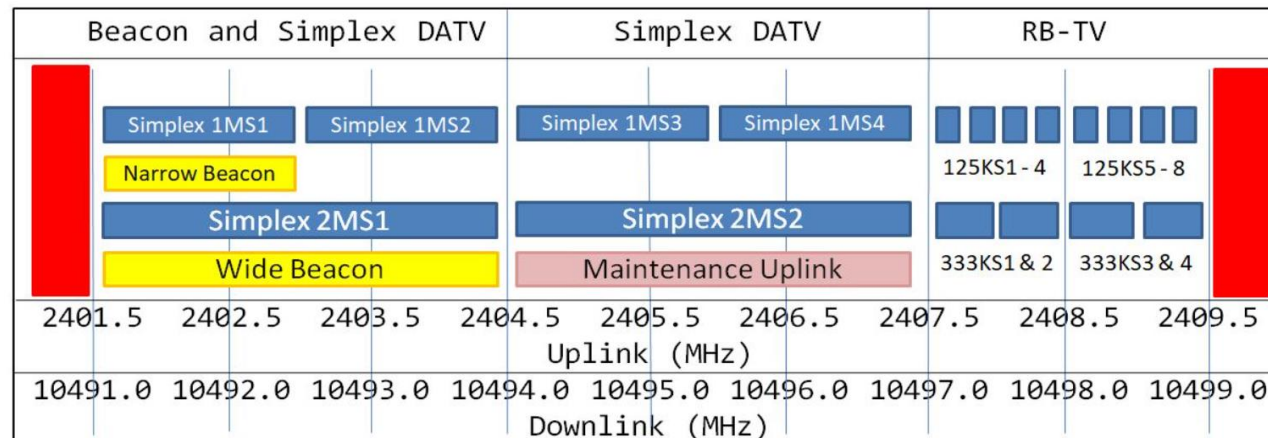 Beacon and Simplex DATV Simplex DATV RB-TV
Simplex 1MS1 Simplex 1MS2 Simplex 1MS3 Simplex 1MS4
Narrow Beacon 125KS1 - 4 125KS5 - 8
Simplex 2MS1 Simplex 2MS2
Wide Beacon Maintenance Uplink 333KS1 & 2 333KS3 & 4
2401.5 2402.5 2403.5 2404.5 2405.5 2406.5 2407.5 2408.5 2409.5
Uplink (MHz)
10491.0 10492.0 10493.0 10494.0 10495.0 10496.0 10497.0 10498.0 10499.0
Downlink (MHz)